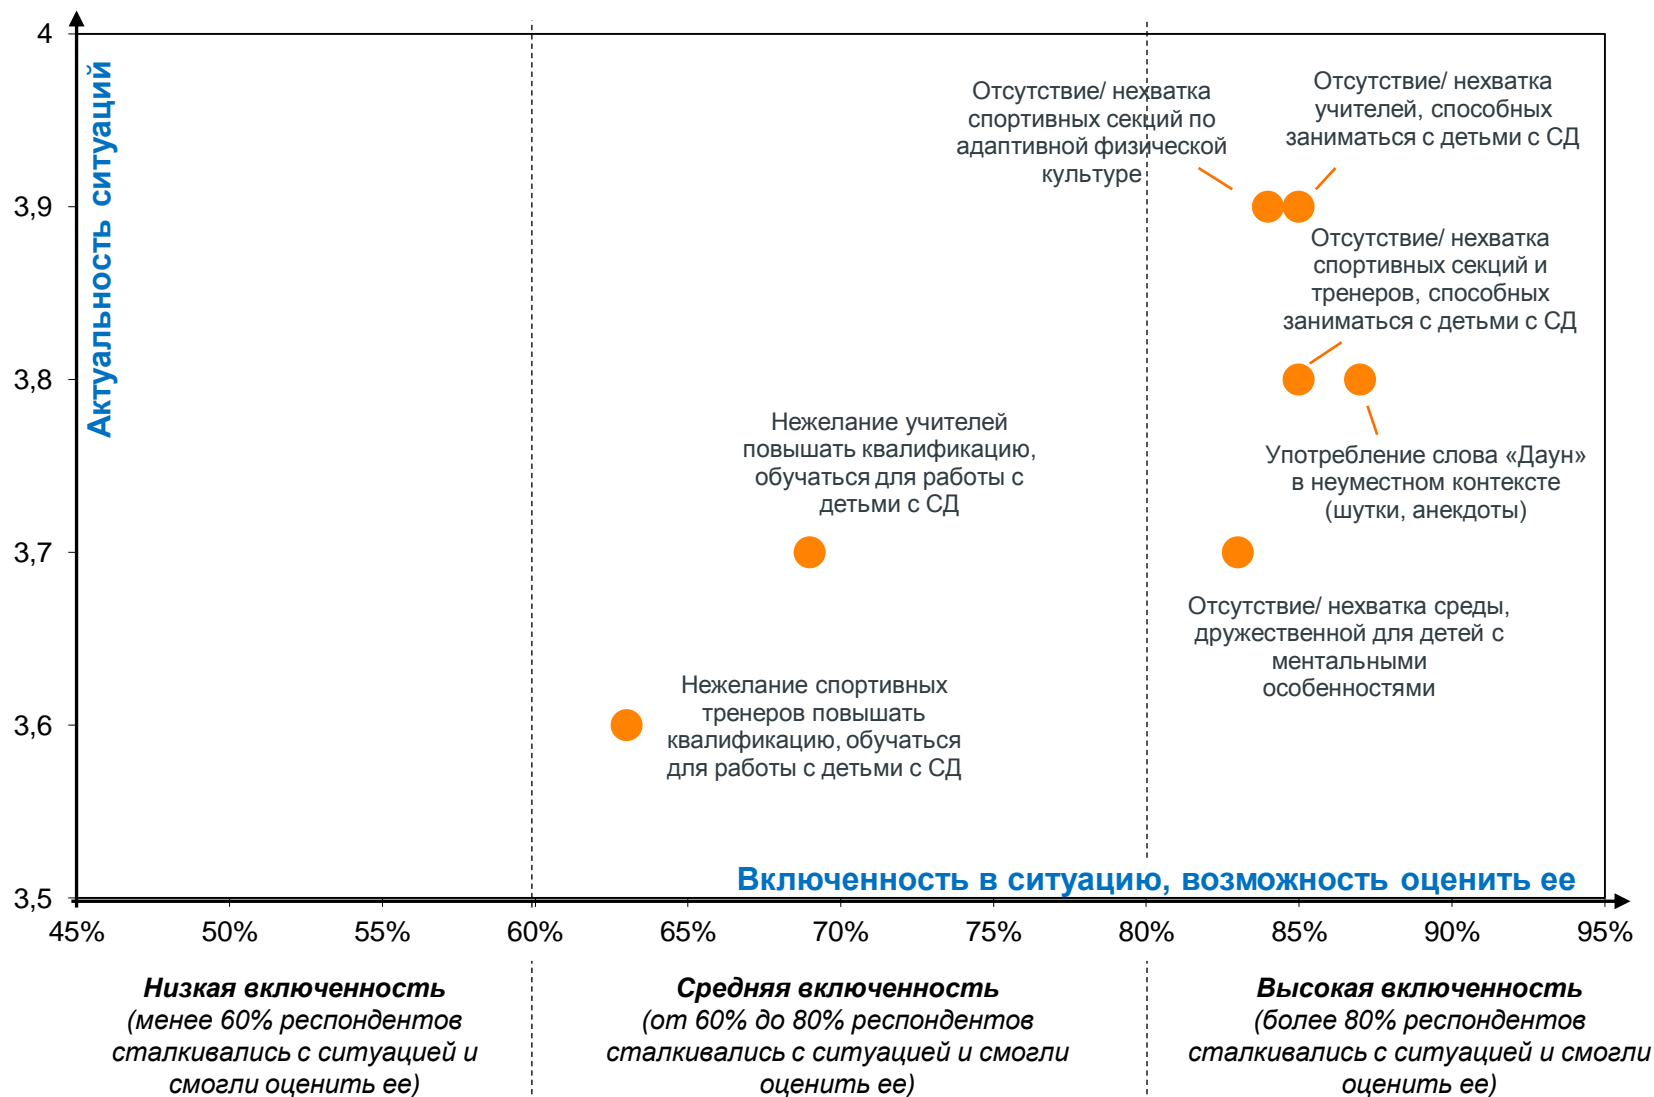 Актуальность ситуаций
4
3,9
3,8
3,7
3,6
3,5
Отсутствие/ нехватка
спортивных секций по
адаптивной физической
культуре
Отсутствие/ нехватка
учителей, способных
заниматься с детьми с СД
Отсутствие/ нехватка
спортивных секций и
тренеров, способных
заниматься с детьми с СД
Нежелание учителей
повышать квалификацию,
обучаться для работы с
детьми с СД
Употребление слова «Даун»
в неуместном контексте
(шутки, анекдоты)
Отсутствие/ нехватка среды,
дружественной для детей с
ментальными
особенностями
Нежелание спортивных
тренеров повышать
квалификацию, обучаться
для работы с детьми с СД
Включенность в ситуацию, возможность оценить ее
45% 50% 55% 60% 65% 70% 75% 80% 85% 90% 95%
Низкая включенность
(менее 60% респондентов
сталкивались с ситуацией и
смогли оценить ее)
Средняя включенность
(от 60% до 80% респондентов
сталкивались с ситуацией и смогли
оценить ее)
Высокая включенность
(более 80% респондентов
сталкивались с ситуацией и смогли
оценить ее)